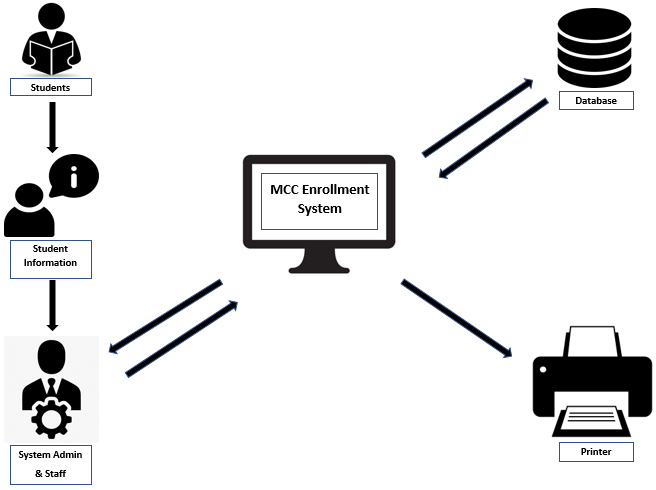 Students
Database
i
MCC Enrollment
System
Student
Information
System Admin
& Staff
Printer